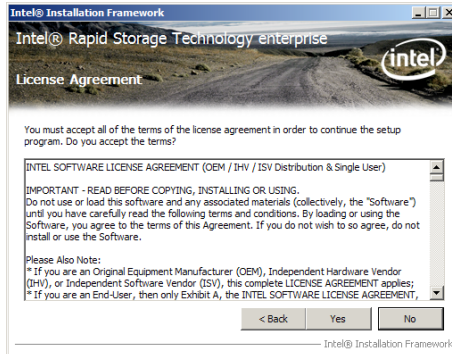 Intel® Installation Framework
Intel® Rapid Storage Technology enterprise
(intel)
License Agreement
You must accept all of the terms of the license agreement in order to continue the setup
program. Do you accept the terms?
INTEL SOFTWARE LICENSE AGREEMENT (OEM / IHV / ISV Distribution & Single User)
IMPORTANT - READ BEFORE COPYING, INSTALLING OR USING.
Do not use or load this software and any associated materials (collectively, the "Software")
until you have carefully read the following terms and conditions. By loading or using the
Software, you agree to the terms of this Agreement. If you do not wish to so agree, do not
install or use the Software.
Please Also Note:
* If you are an Original Equipment Manufacturer (OEM), Independent Hardware Vendor
(IHV), or Independent Software Vendor (ISV), this complete LICENSE AGREEMENT applies;
* If you are an End-User, then only Exhibit A, the INTEL SOFTWARE LICENSE AGREEMENT,
< Back Yes No
Intel® Installation Framework